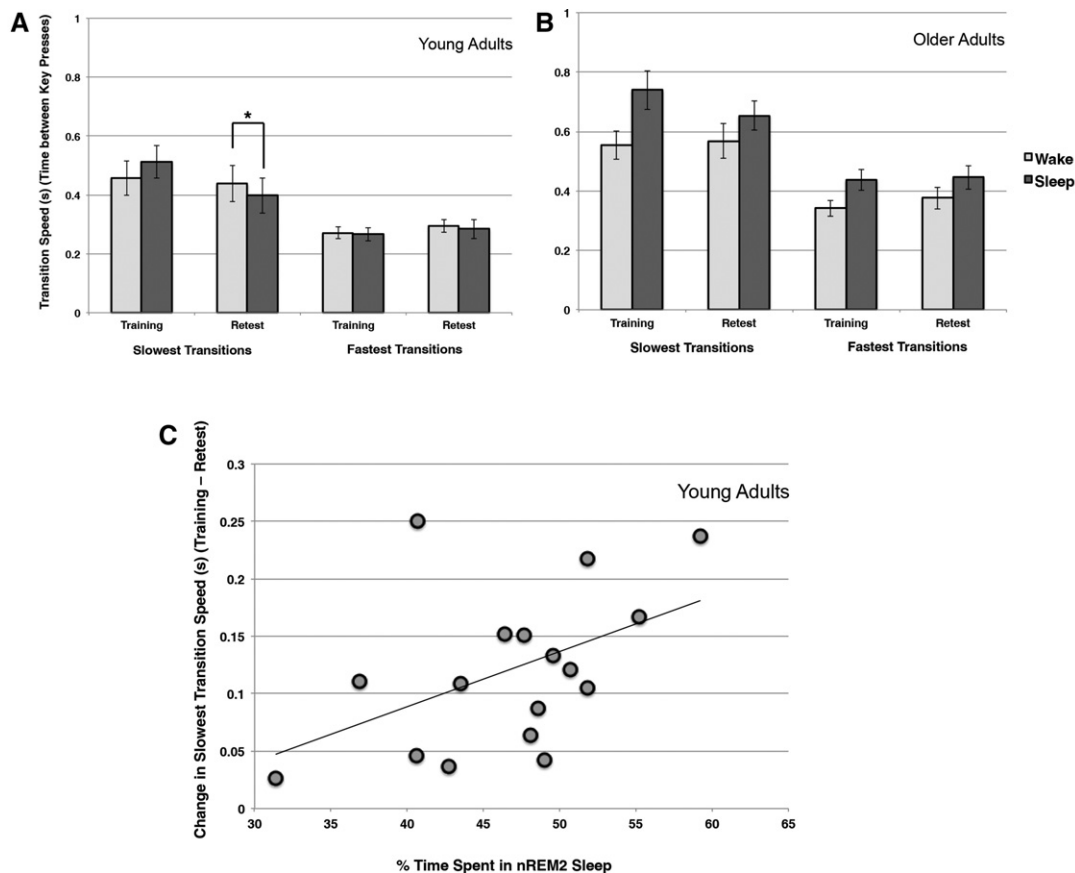 A
Young Adults
Transition Speed (s) (Time between Key Presses)
1
0.8
0.6
0.4
0.2
0
*
Training
Retest
Training
Retest
Slowest Transitions
Fastest Transitions
B
Older Adults
1
0.8
0.6
0.4
0.2
0
Training
Retest
Training
Retest
Slowest Transitions
Fastest Transitions
Wake
Sleep
C
Young Adults
Change in Slowest Transition Speed (s) (Training – Retest)
0.3
0.25
0.2
0.15
0.1
0.05
0
30 35 40 45 50 55 60 65
% Time Spent in nREM2 Sleep